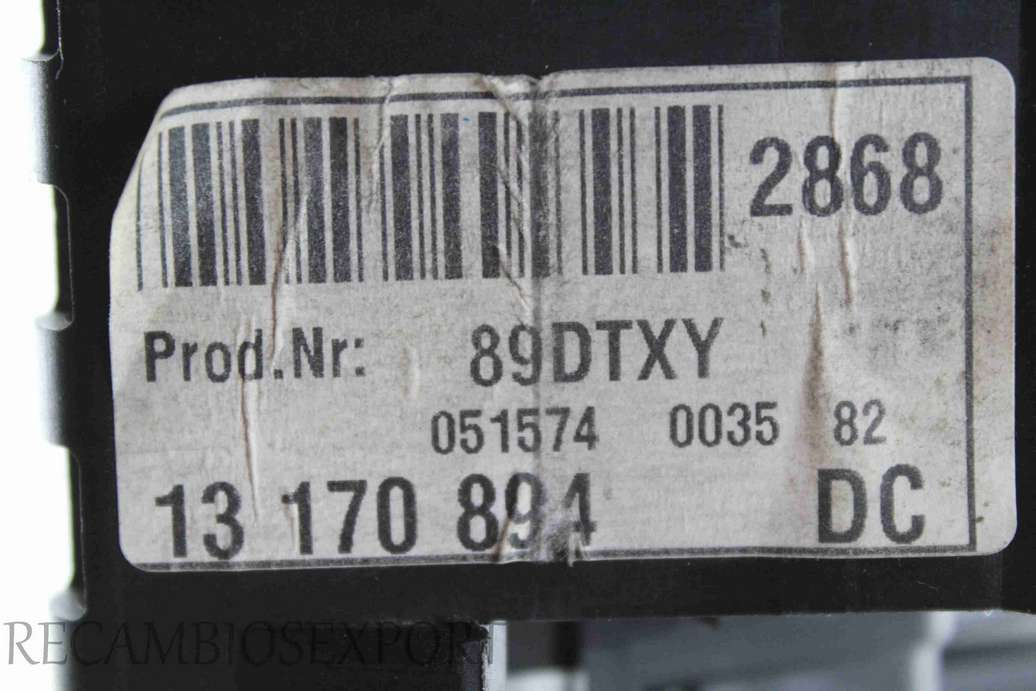 2868
Prod.Nr: 89DTXY
051574 0035 82
13 170 894 DC
RECAMBIOSEXPORT